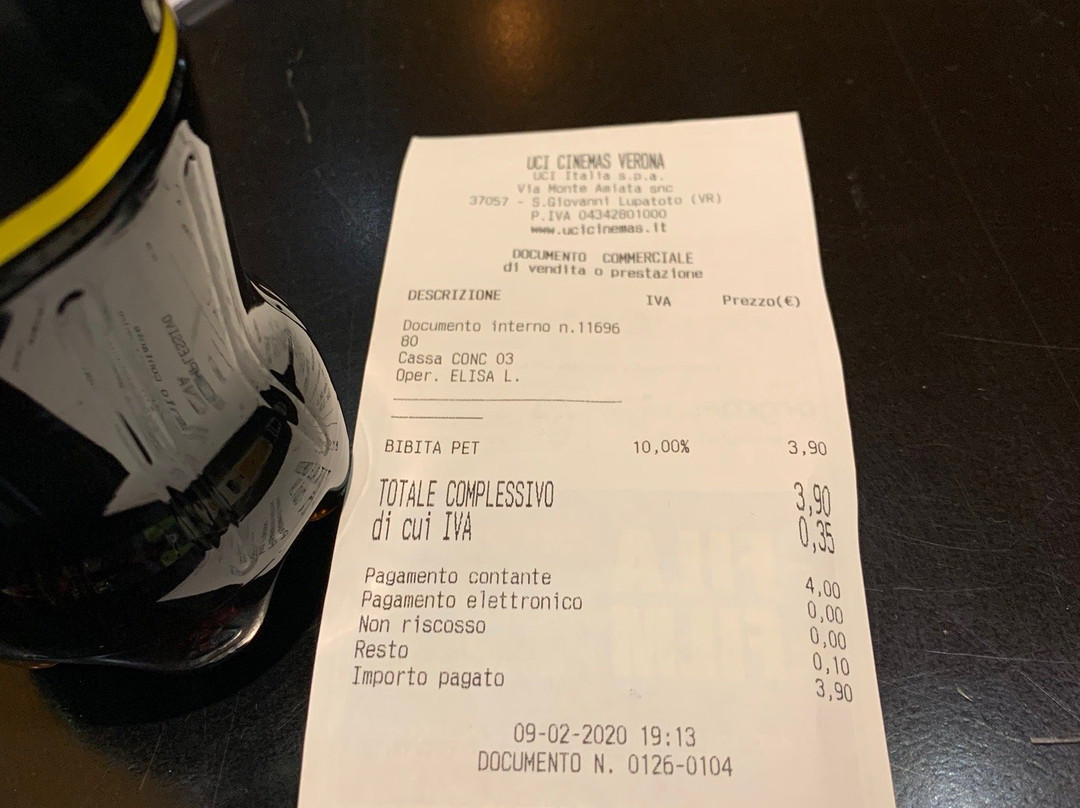 UCI CINEMAS VERONA
UCI Italia s.p.a.
Via Monte Amiata snc
37057 - S.Giovanni Lupatoto (VR)
P.IVA 04342801000
www.ucicinemas.it
DOCUMENTO COMMERCIALE
di vendita o prestazione
DESCRIZIONE IVA Prezzo(€)
Documento interno n.11696
80
Cassa CONC 03
Oper. ELISA L.
BIBITA PET 10,00% 3,90
TOTALE COMPLESSIVO 3,90
di cui IVA 0,35
Pagamento contante 4,00
Pagamento elettronico 0,00
Non riscosso 0,00
Resto 0,10
Importo pagato 3,90
09-02-2020 19:13
DOCUMENTO N. 0126-0104